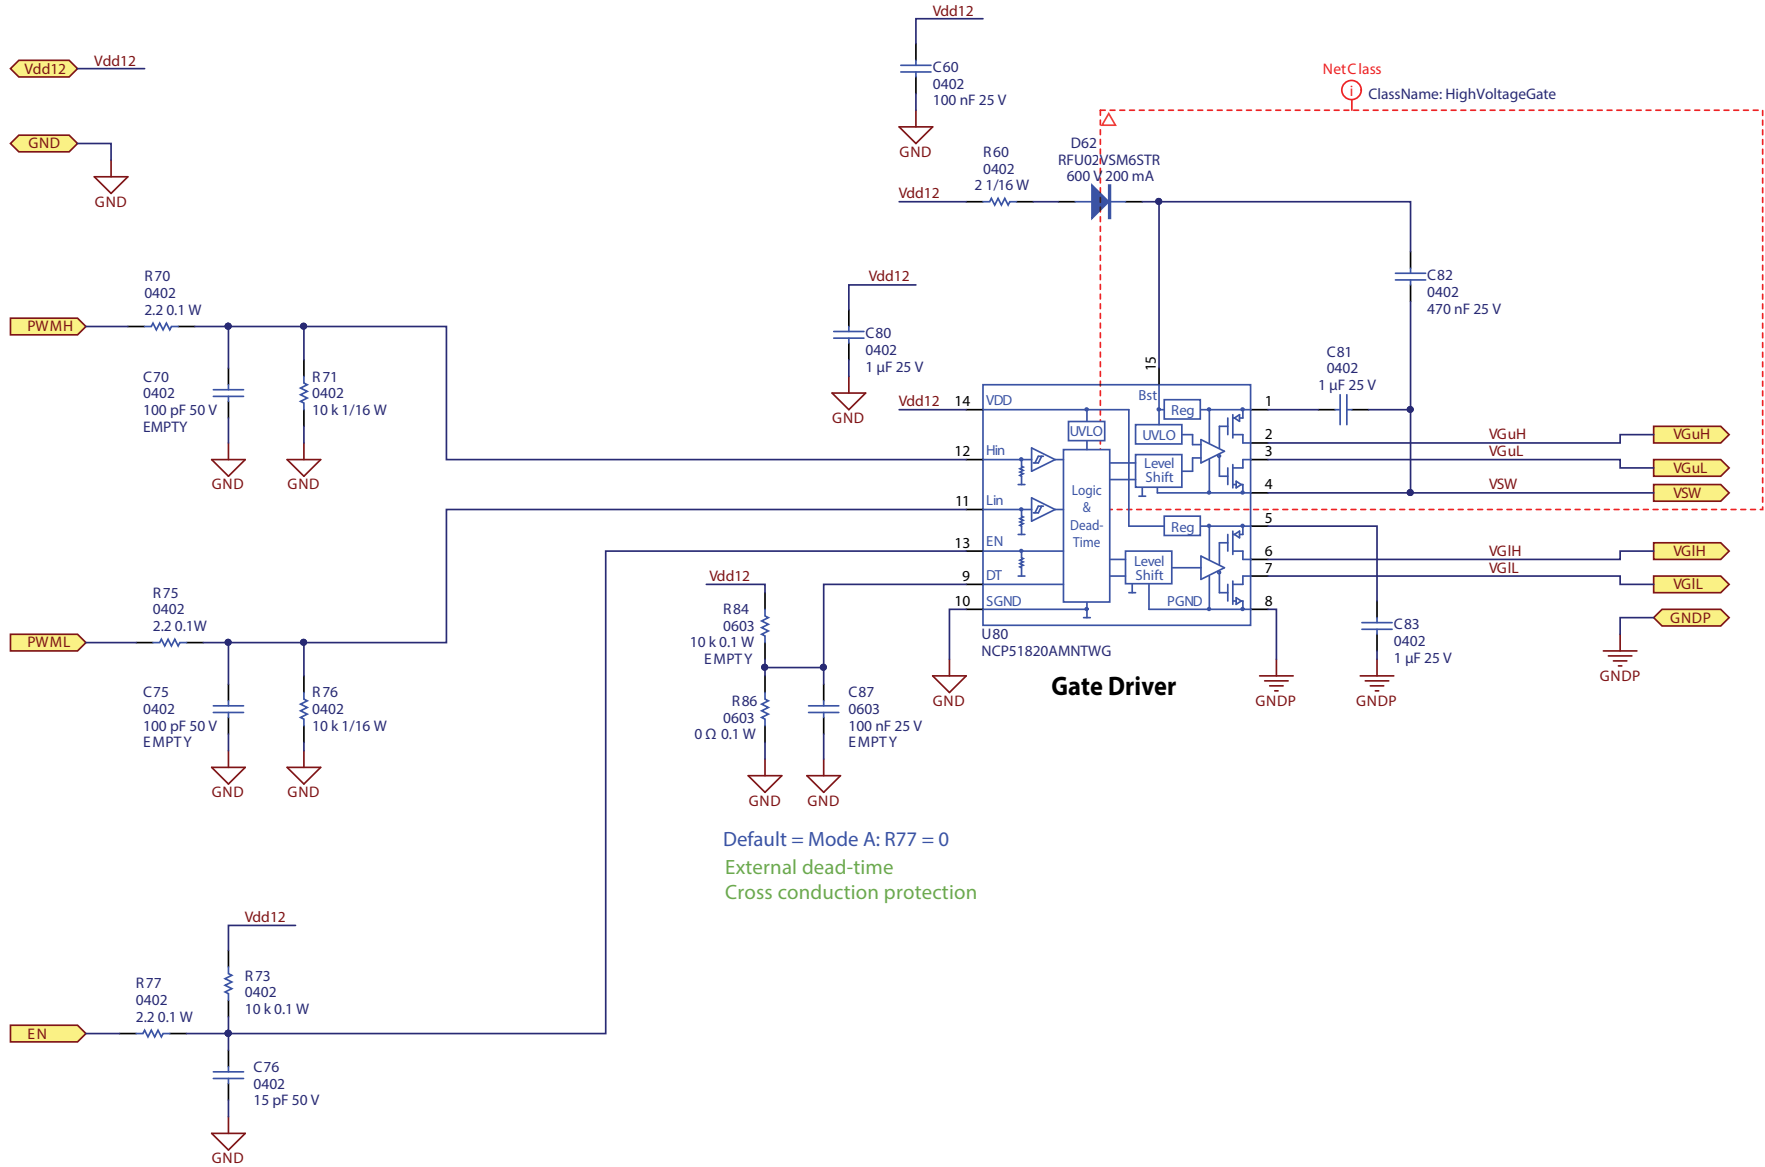 Vdd12
Vdd12
GND
GND
Vdd12
C60
0402
100 nF 25 V
GND
NetClass
i
ClassName: HighVoltageGate
D62
RFU02VSM6STR
600 V 200 mA
R60
0402
2 1/16 W
Vdd12
C82
0402
470 nF 25 V
C81
0402
1 µF 25 V
Vdd12
C80
0402
1 µF 25 V
GND
R70
0402
2.2 0.1 W
PWMH
C70
0402
100 pF 50 V
EMPTY
R71
0402
10 k 1/16 W
GND
GND
R75
0402
2.2 0.1W
PWML
C75
0402
100 pF 50 V
EMPTY
R76
0402
10 k 1/16 W
GND
GND
Vdd12
14
12
11
13
9
10
15
VDD
Hin
Lin
EN
DT
SGND
Bst
Reg
UVLO
UVLO
Level
Shift
Logic
&
Dead-
Time
Reg
Level
Shift
PGND
1
2
3
4
5
6
7
8
U80
NCP51820AMNTWG
Gate Driver
VGuH
VGuL
VSW
VGlH
VGlL
VGuH
VGuL
VSW
VGlH
VGlL
GNDP
GNDP
C83
0402
1 µF 25 V
GNDP
GNDP
GND
Vdd12
R84
0603
10 k 0.1 W
EMPTY
R86
0603
0 Ω 0.1 W
C87
0603
100 nF 25 V
EMPTY
GND
GND
Default = Mode A: R77 = 0
External dead-time
Cross conduction protection
Vdd12
R73
0402
10 k 0.1 W
R77
0402
2.2 0.1 W
EN
C76
0402
15 pF 50 V
GND